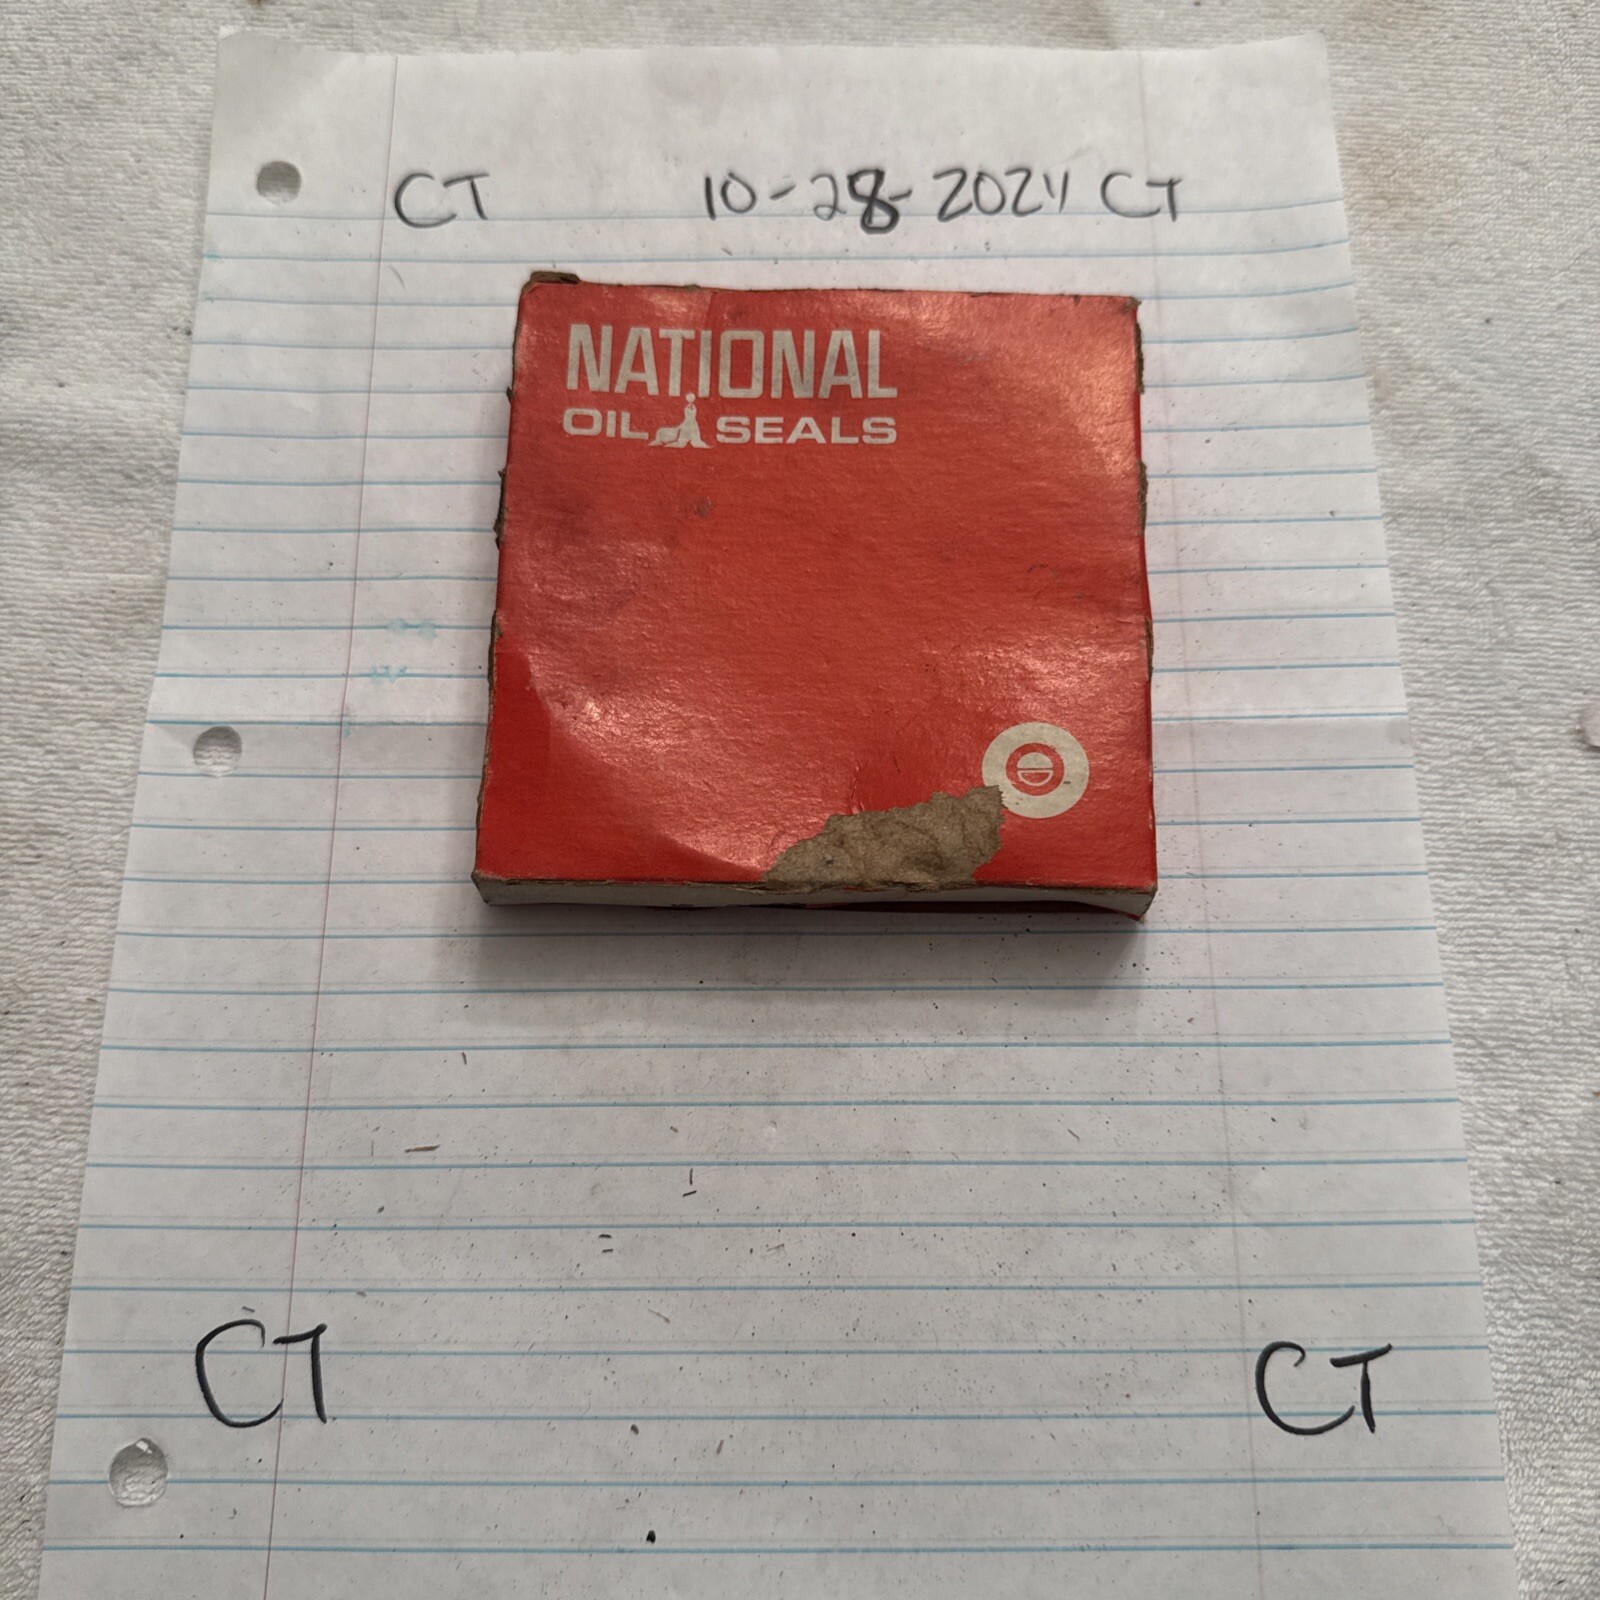 CT 10-28-2024 CT
NATIONAL
OIL SEALS
CT CT